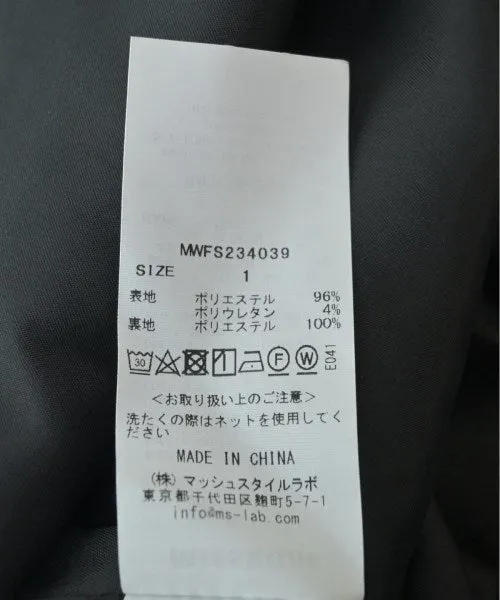 MWFS234039
SIZE 1
表地 ポリエステル 96%
ポリウレタン 4%
裏地 ポリエステル 100%
30 F W E041
＜お取り扱い上のご注意＞
洗たくの際はネットを使用してく
ださい
MADE IN CHINA
(株) マッシュスタイルラボ
東京都千代田区麹町5-7-1
info@ms-lab.com